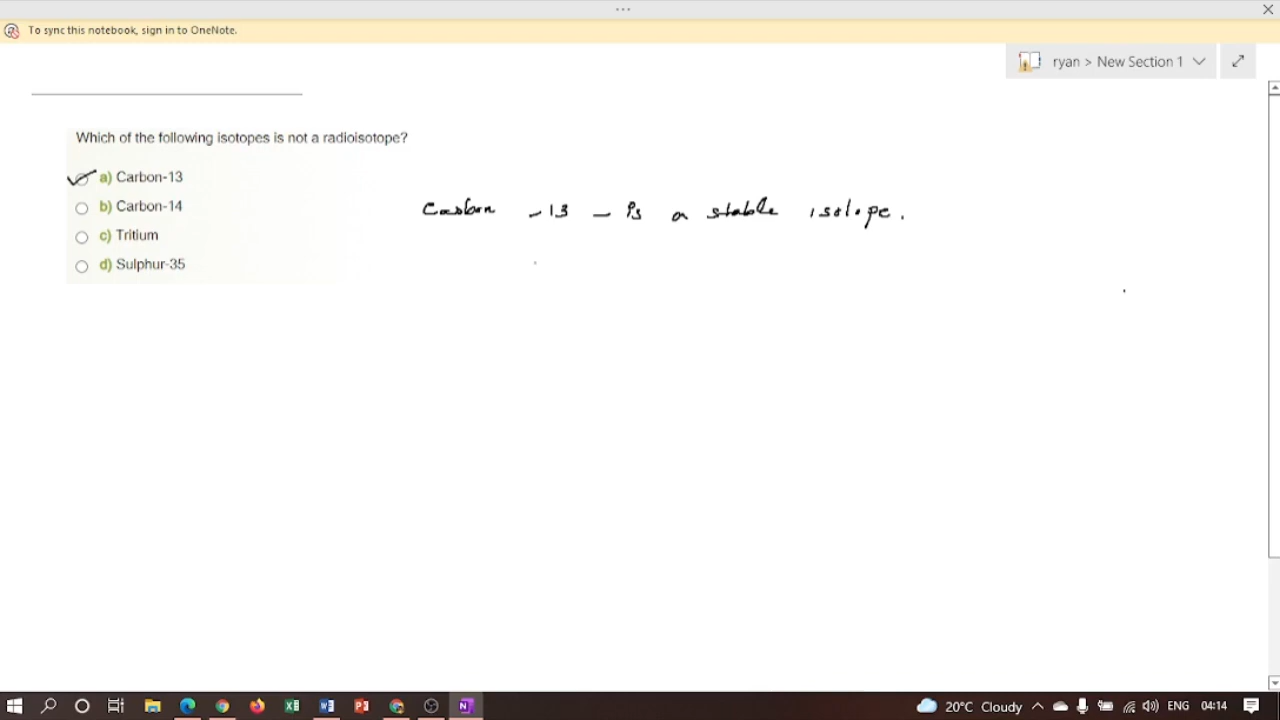 To sync this notebook, sign in to OneNote.
ryan > New Section 1
Which of the following isotopes is not a radioisotope?
a) Carbon-13
b) Carbon-14
Carbon - 13 - is a stable isotope.
c) Tritium
d) Sulphur-35
20°C Cloudy
ENG
04:14